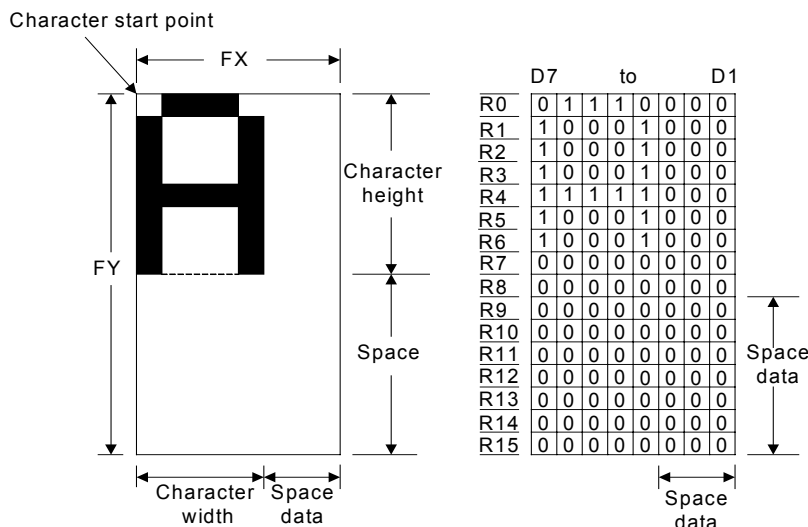 Character start point
FX
FY
Character
height
Space
Character
width
Space
data
D7 to D1
R0 0 1 1 1 0 0 0 0
R1 1 0 0 0 1 0 0 0
R2 1 0 0 0 1 0 0 0
R3 1 0 0 0 1 0 0 0
R4 1 1 1 1 1 0 0 0
R5 1 0 0 0 1 0 0 0
R6 1 0 0 0 1 0 0 0
R7 0 0 0 0 0 0 0 0
R8 0 0 0 0 0 0 0 0
R9 0 0 0 0 0 0 0 0
R10 0 0 0 0 0 0 0 0
R11 0 0 0 0 0 0 0 0
R12 0 0 0 0 0 0 0 0
R13 0 0 0 0 0 0 0 0
R14 0 0 0 0 0 0 0 0
R15 0 0 0 0 0 0 0 0
Space
data
Space
data